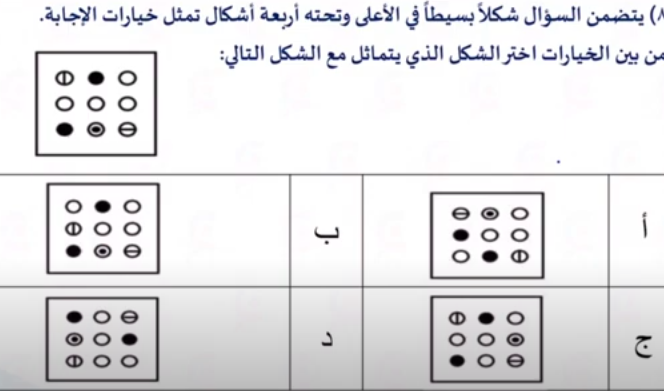 ٨) يتضمن السؤال شكلاً بسيطاً في الأعلى وتحته أربعة أشكال تمثل خيارات الإجابة.
من بين الخيارات اختر الشكل الذي يتماثل مع الشكل التالي:
أ
ب
ج
د